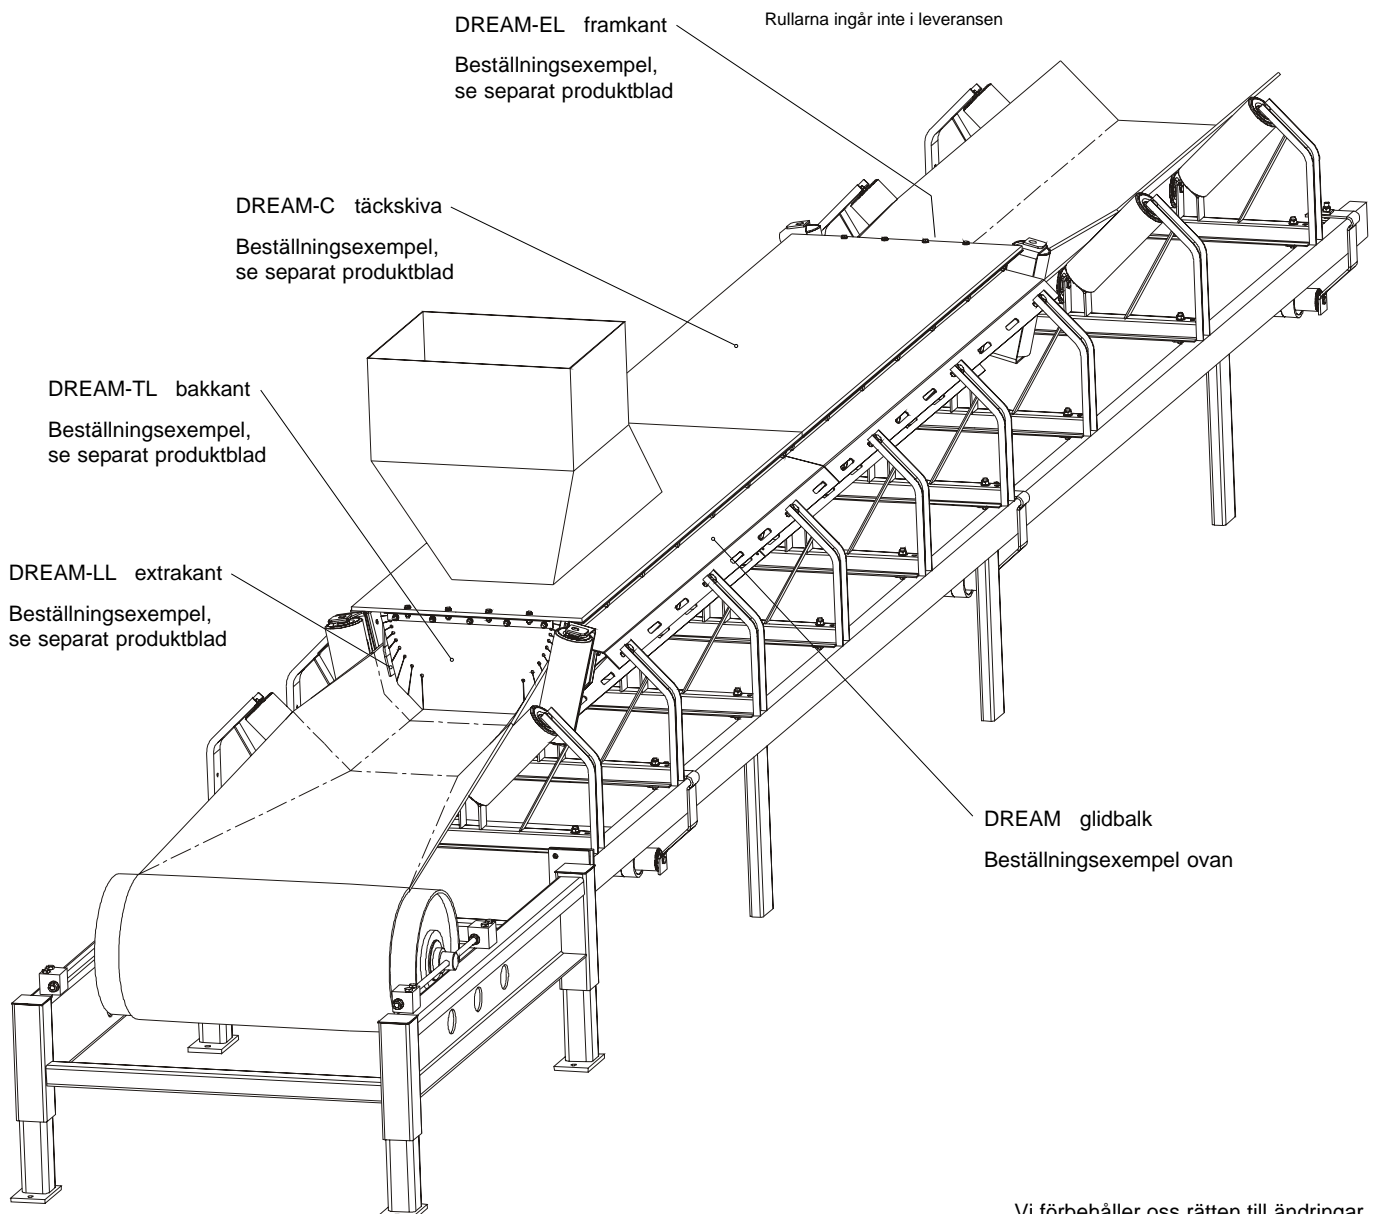 DREAM-EL framkant
Rullarna ingår inte i leveransen
Beställningsexempel,
se separat produktblad
DREAM-C täckskiva
Beställningsexempel,
se separat produktblad
DREAM-TL bakkant
Beställningsexempel,
se separat produktblad
DREAM-LL extrakant
Beställningsexempel,
se separat produktblad
DREAM glidbalk
Beställningsexempel ovan
Vi förbehåller oss rätten till ändringar